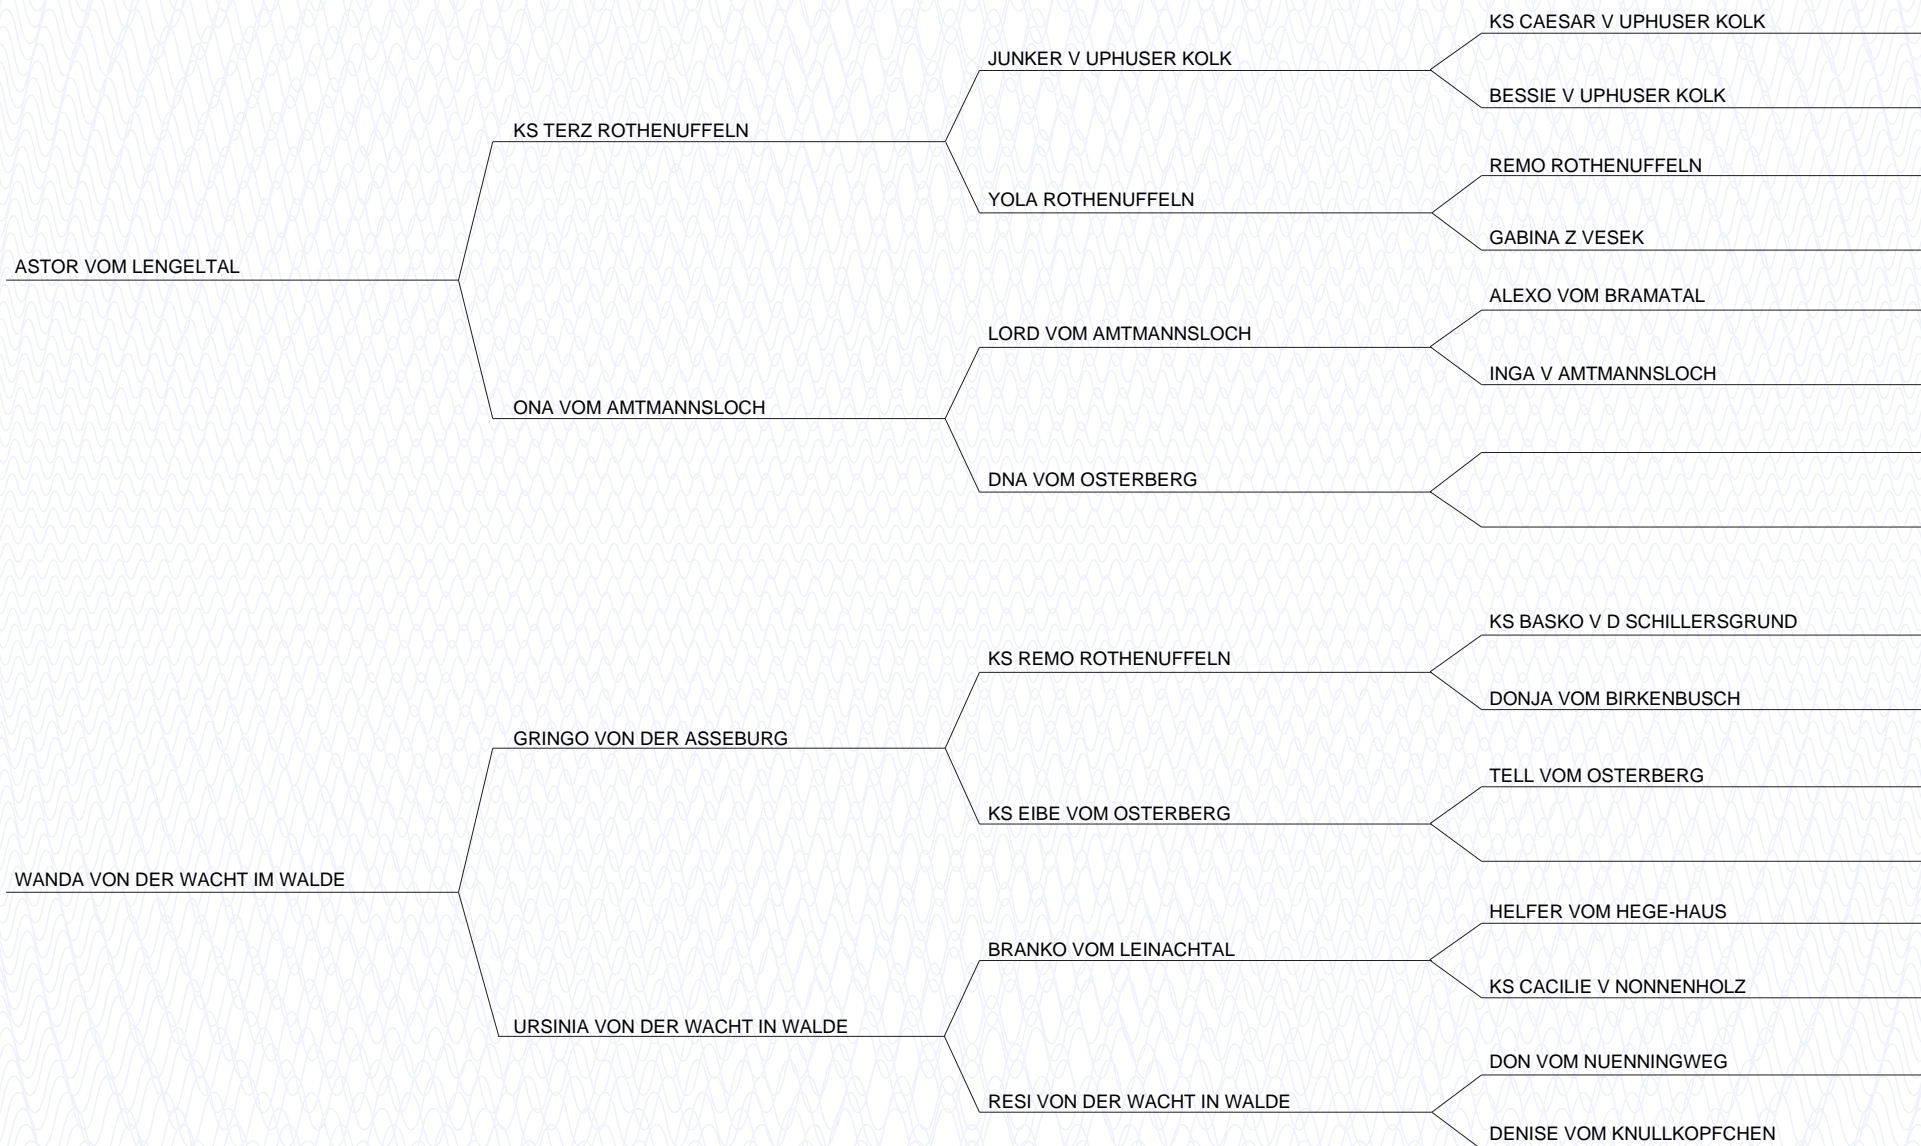 KS CAESAR V UPHUSER KOLK
JUNKER V UPHUSER KOLK
BESSIE V UPHUSER KOLK
KS TERZ ROTHENUFFELN
REMO ROTHENUFFELN
YOLA ROTHENUFFELN
GABINA Z VESEK
ASTOR VOM LENGELTAL
ALEXO VOM BRAMATAL
LORD VOM AMTMANNSLOCH
INGA V AMTMANNSLOCH
ONA VOM AMTMANNSLOCH
DNA VOM OSTERBERG
KS BASKO V D SCHILLERSGRUND
KS REMO ROTHENUFFELN
DONJA VOM BIRKENBUSCH
GRINGO VON DER ASSEBURG
TELL VOM OSTERBERG
KS EIBE VOM OSTERBERG
WANDA VON DER WACHT IM WALDE
HELFER VOM HEGE-HAUS
BRANKO VOM LEINACHTAL
KS CACILIE V NONNENHOLZ
URSINIA VON DER WACHT IN WALDE
DON VOM NUENNINGWEG
RESI VON DER WACHT IN WALDE
DENISE VOM KNULLKOPFCHEN